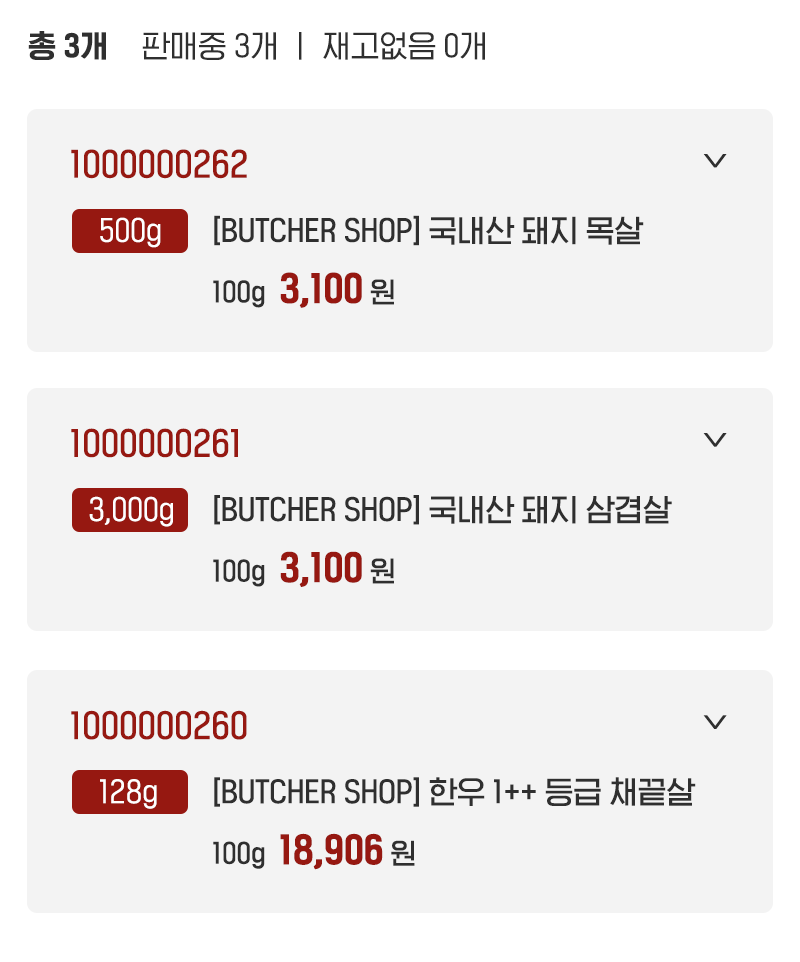 총 3개 판매중 3개 | 재고없음 0개
1000000262
500g [BUTCHER SHOP] 국내산 돼지 목살
100g 3,100 원
1000000261
3,000g [BUTCHER SHOP] 국내산 돼지 삼겹살
100g 3,100 원
1000000260
128g [BUTCHER SHOP] 한우 1++ 등급 채끝살
100g 18,906 원